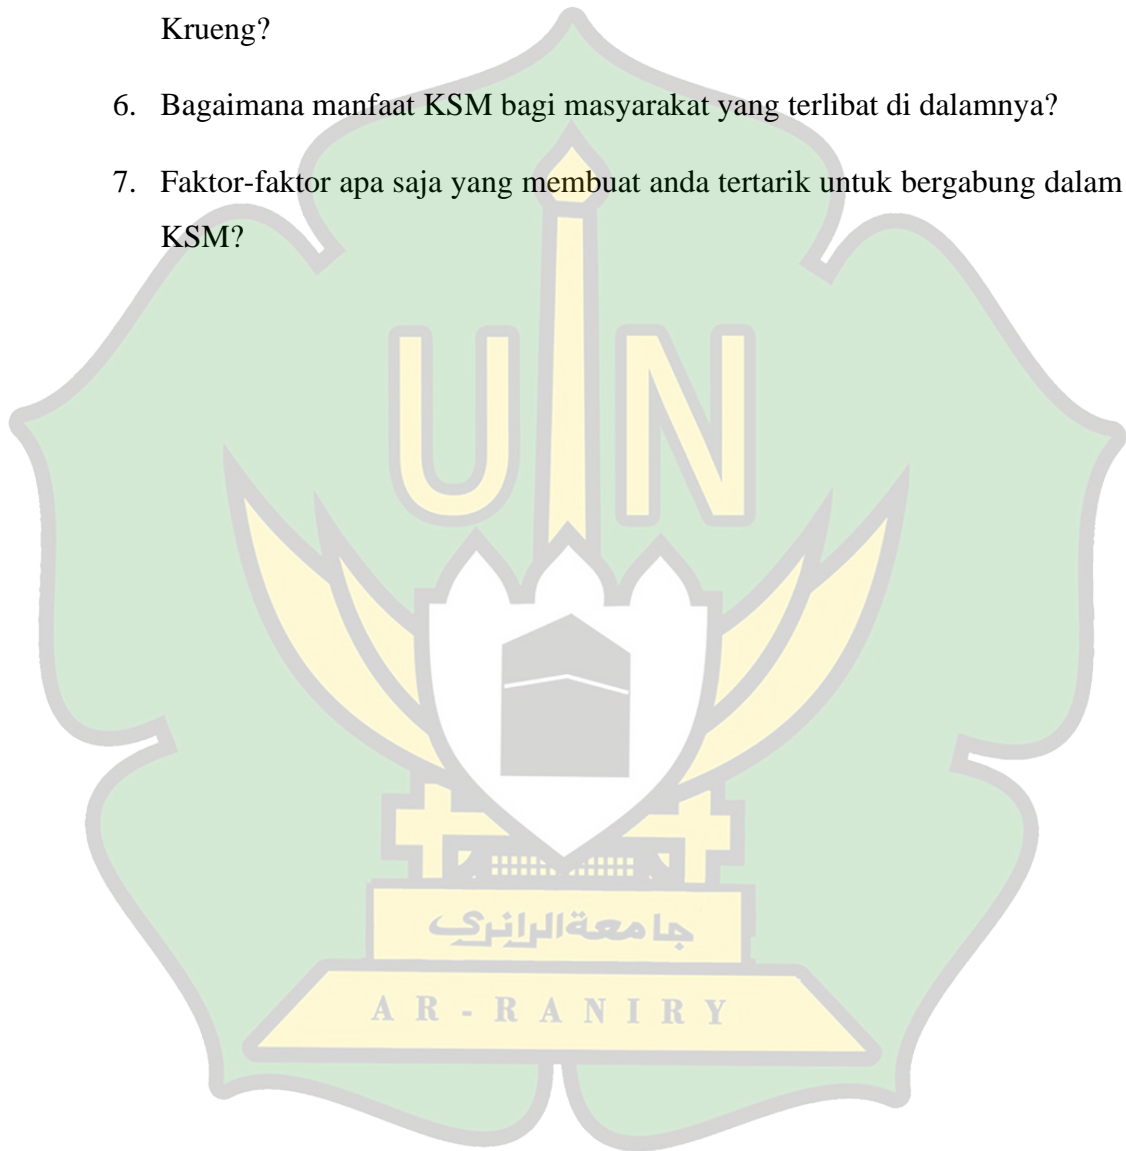 Krueng?
6. Bagaimana manfaat KSM bagi masyarakat yang terlibat di dalamnya?
7. Faktor-faktor apa saja yang membuat anda tertarik untuk bergabung dalam
KSM?
UIN
جامعةالرانري
AR-RANIRY